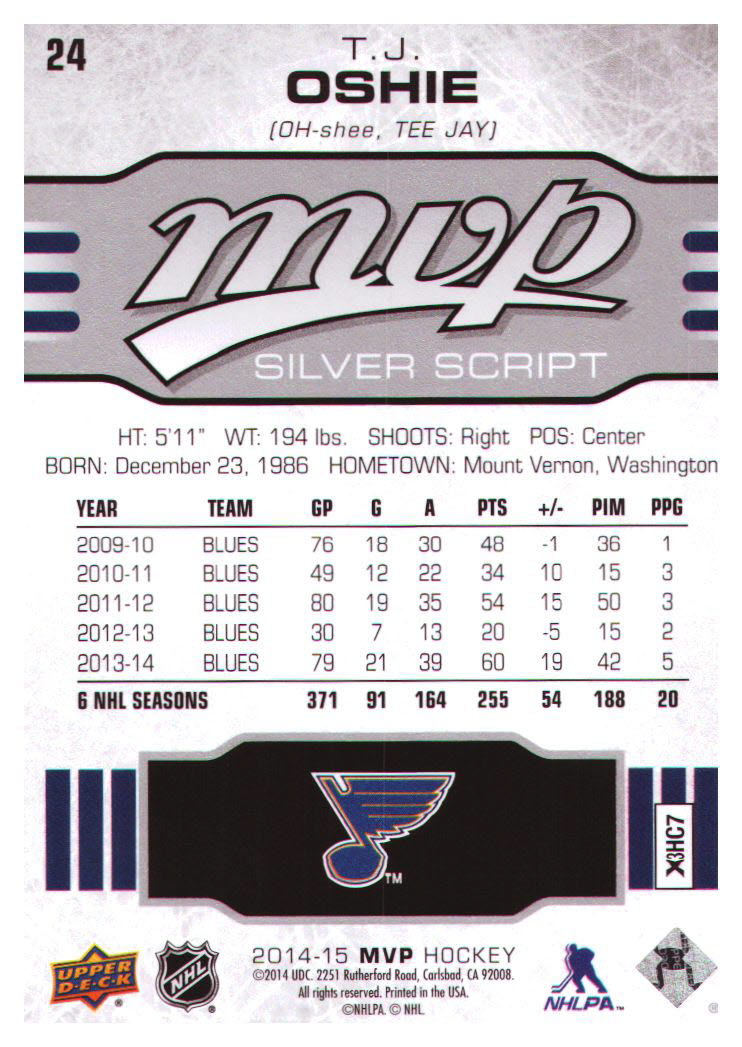 24
T.J.
OSHIE
(OH-shee, TEE JAY)
mvp
SILVER SCRIPT
HT: 5'11" WT: 194 lbs. SHOOTS: Right POS: Center
BORN: December 23, 1986 HOMETOWN: Mount Vernon, Washington
YEAR TEAM GP G A PTS +/- PIM PPG
2009-10 BLUES 76 18 30 48 -1 36 1
2010-11 BLUES 49 12 22 34 10 15 3
2011-12 BLUES 80 19 35 54 15 50 3
2012-13 BLUES 30 7 13 20 -5 15 2
2013-14 BLUES 79 21 39 60 19 42 5
6 NHL SEASONS 371 91 164 255 54 188 20
TM
X3HC7
UPPER
D·E·C·K ®
NHL ®
2014-15 MVP HOCKEY
©2014 UDC. 2251 Rutherford Road, Carlsbad, CA 92008.
All rights reserved. Printed in the USA.
©NHLPA. © NHL.
NHLPA™